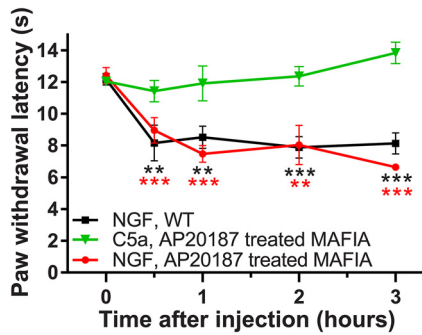 Paw withdrawal latency (s)
14
12
10
8
6
4
2
0
** ** *** ***
*** *** ** ***
NGF, WT
C5a, AP20187 treated MAFIA
NGF, AP20187 treated MAFIA
0 1 2 3
Time after injection (hours)